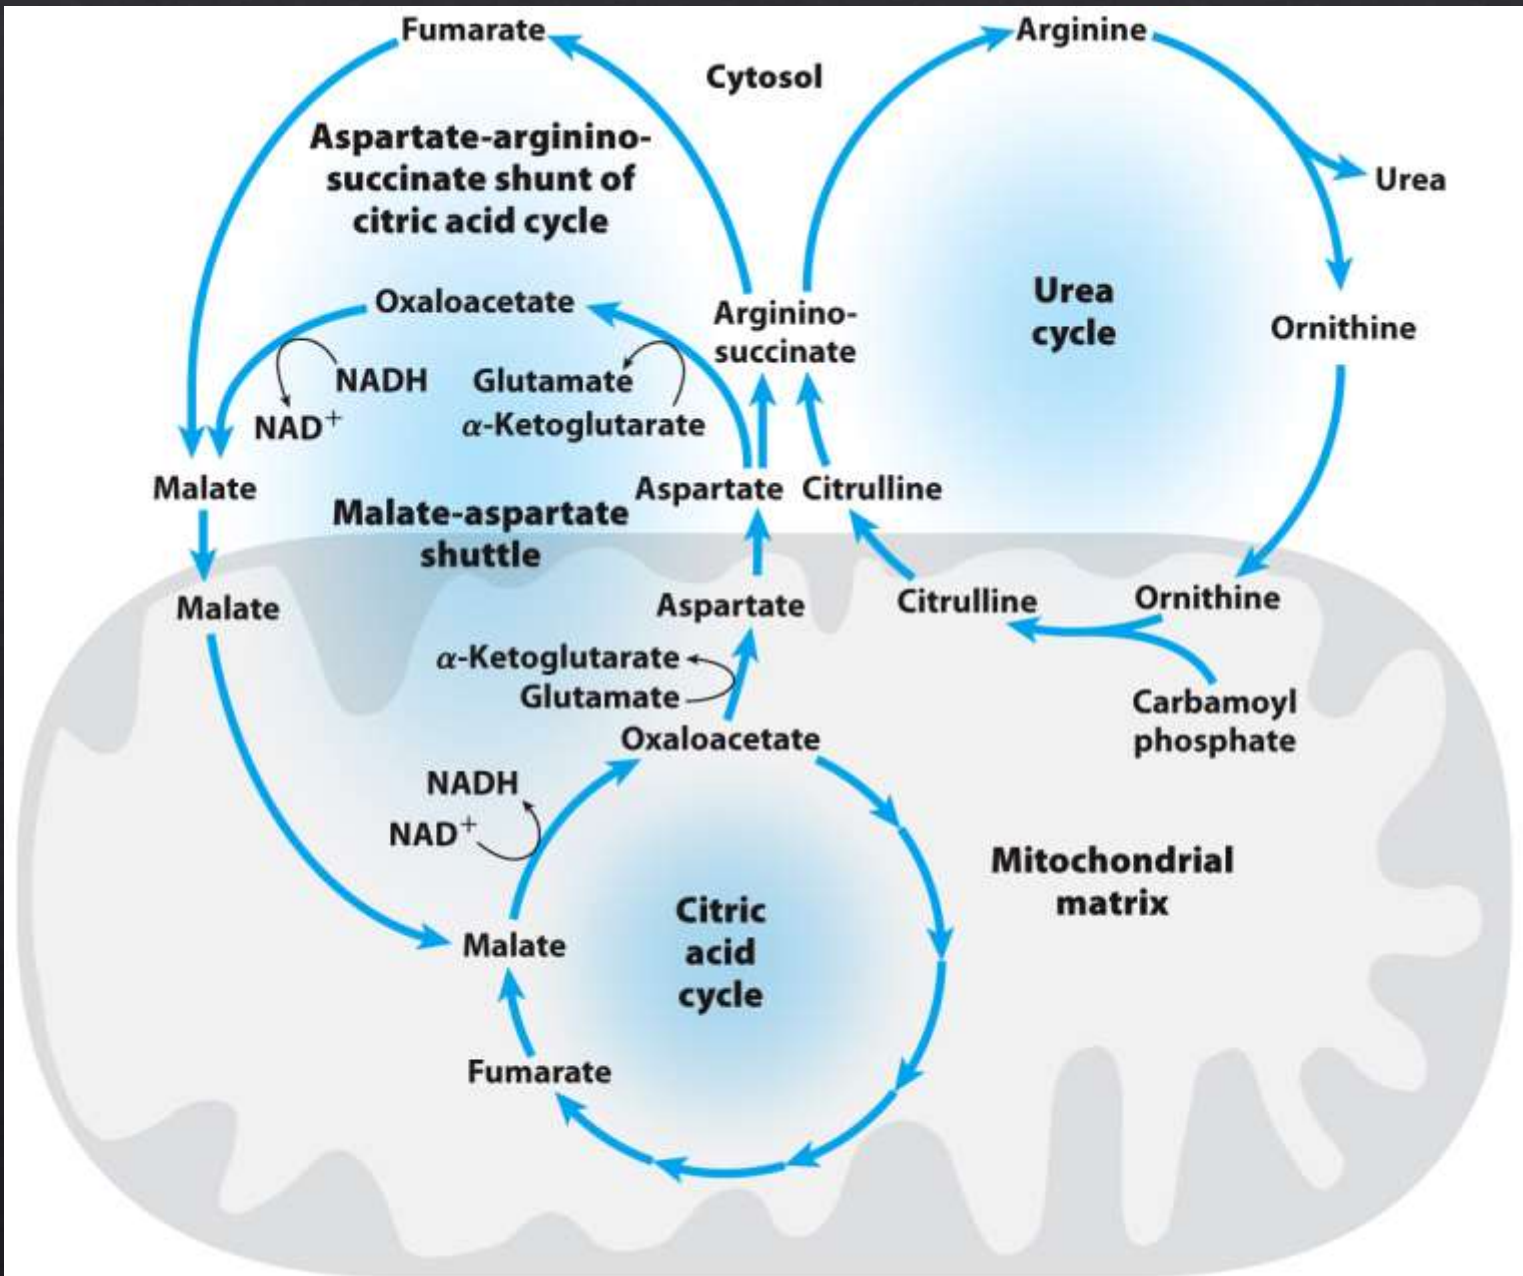 Fumarate
Arginine
Cytosol
Aspartate-arginino-
succinate shunt of
citric acid cycle
Urea
Oxaloacetate
Arginino-
succinate
Urea
cycle
Ornithine
NADH
NAD+
Glutamate
α-Ketoglutarate
Malate
Aspartate
Citrulline
Malate-aspartate
shuttle
Malate
Aspartate
Citrulline
Ornithine
α-Ketoglutarate
Glutamate
Carbamoyl
phosphate
Oxaloacetate
NADH
NAD+
Mitochondrial
matrix
Citric
acid
cycle
Malate
Fumarate